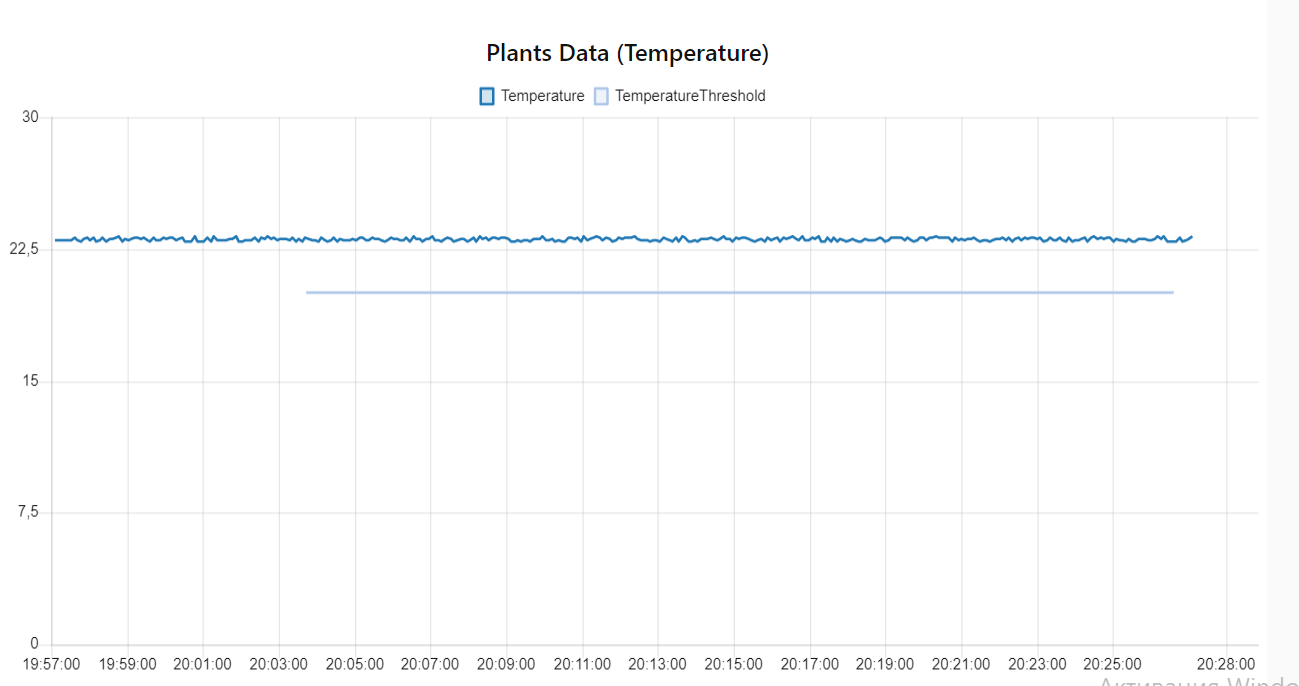 Plants Data (Temperature)
Temperature TemperatureThreshold
30
22,5
15
7,5
0
19:57:00 19:59:00 20:01:00 20:03:00 20:05:00 20:07:00 20:09:00 20:11:00 20:13:00 20:15:00 20:17:00 20:19:00 20:21:00 20:23:00 20:25:00 20:28:00
Активация Windo